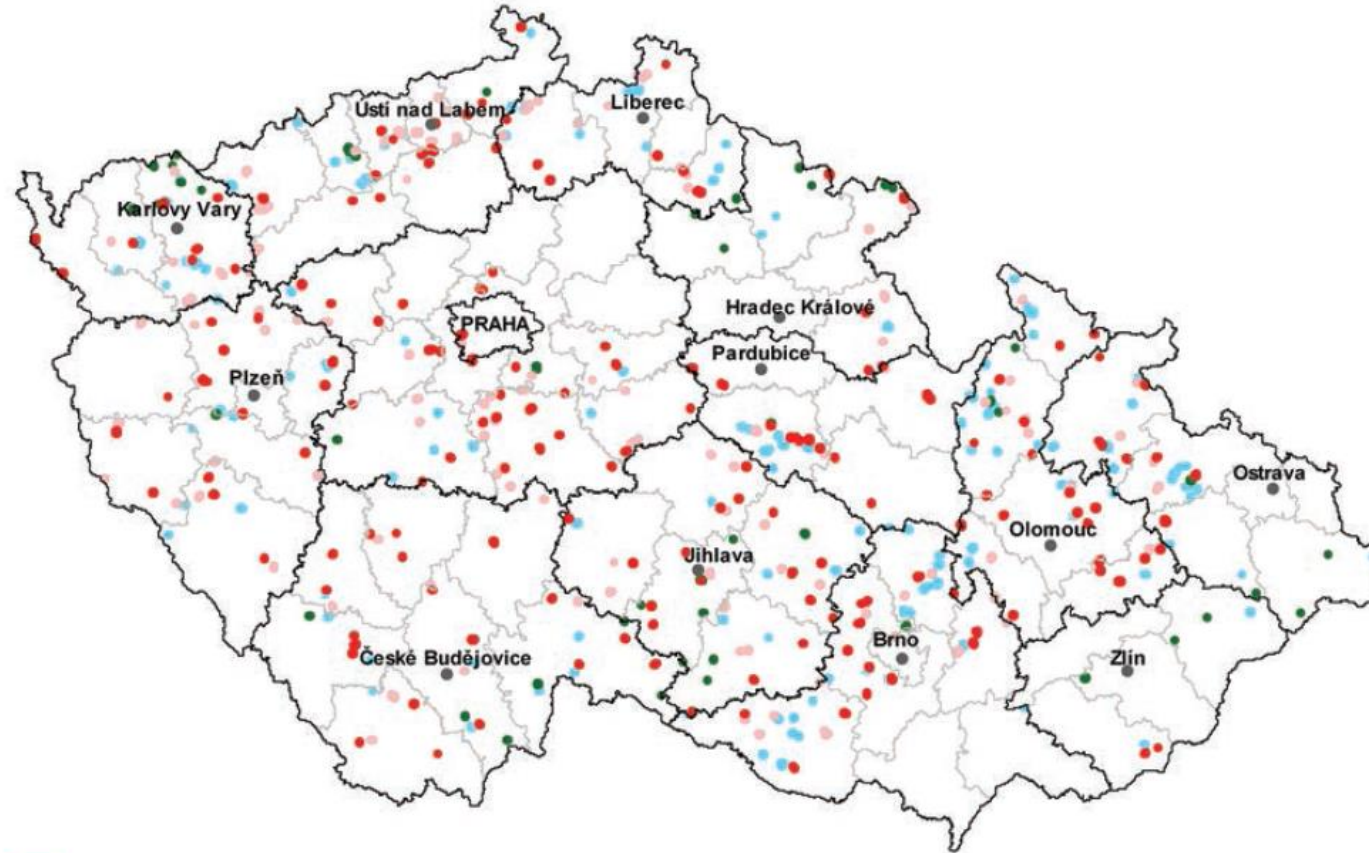 Ústí nad Labem
Liberec
Karlovy Vary
Hradec Králové
PRAHA
Pardubice
Plzeň
Ostrava
Olomouc
Jihlava
Brno
České Budějovice
Zlín